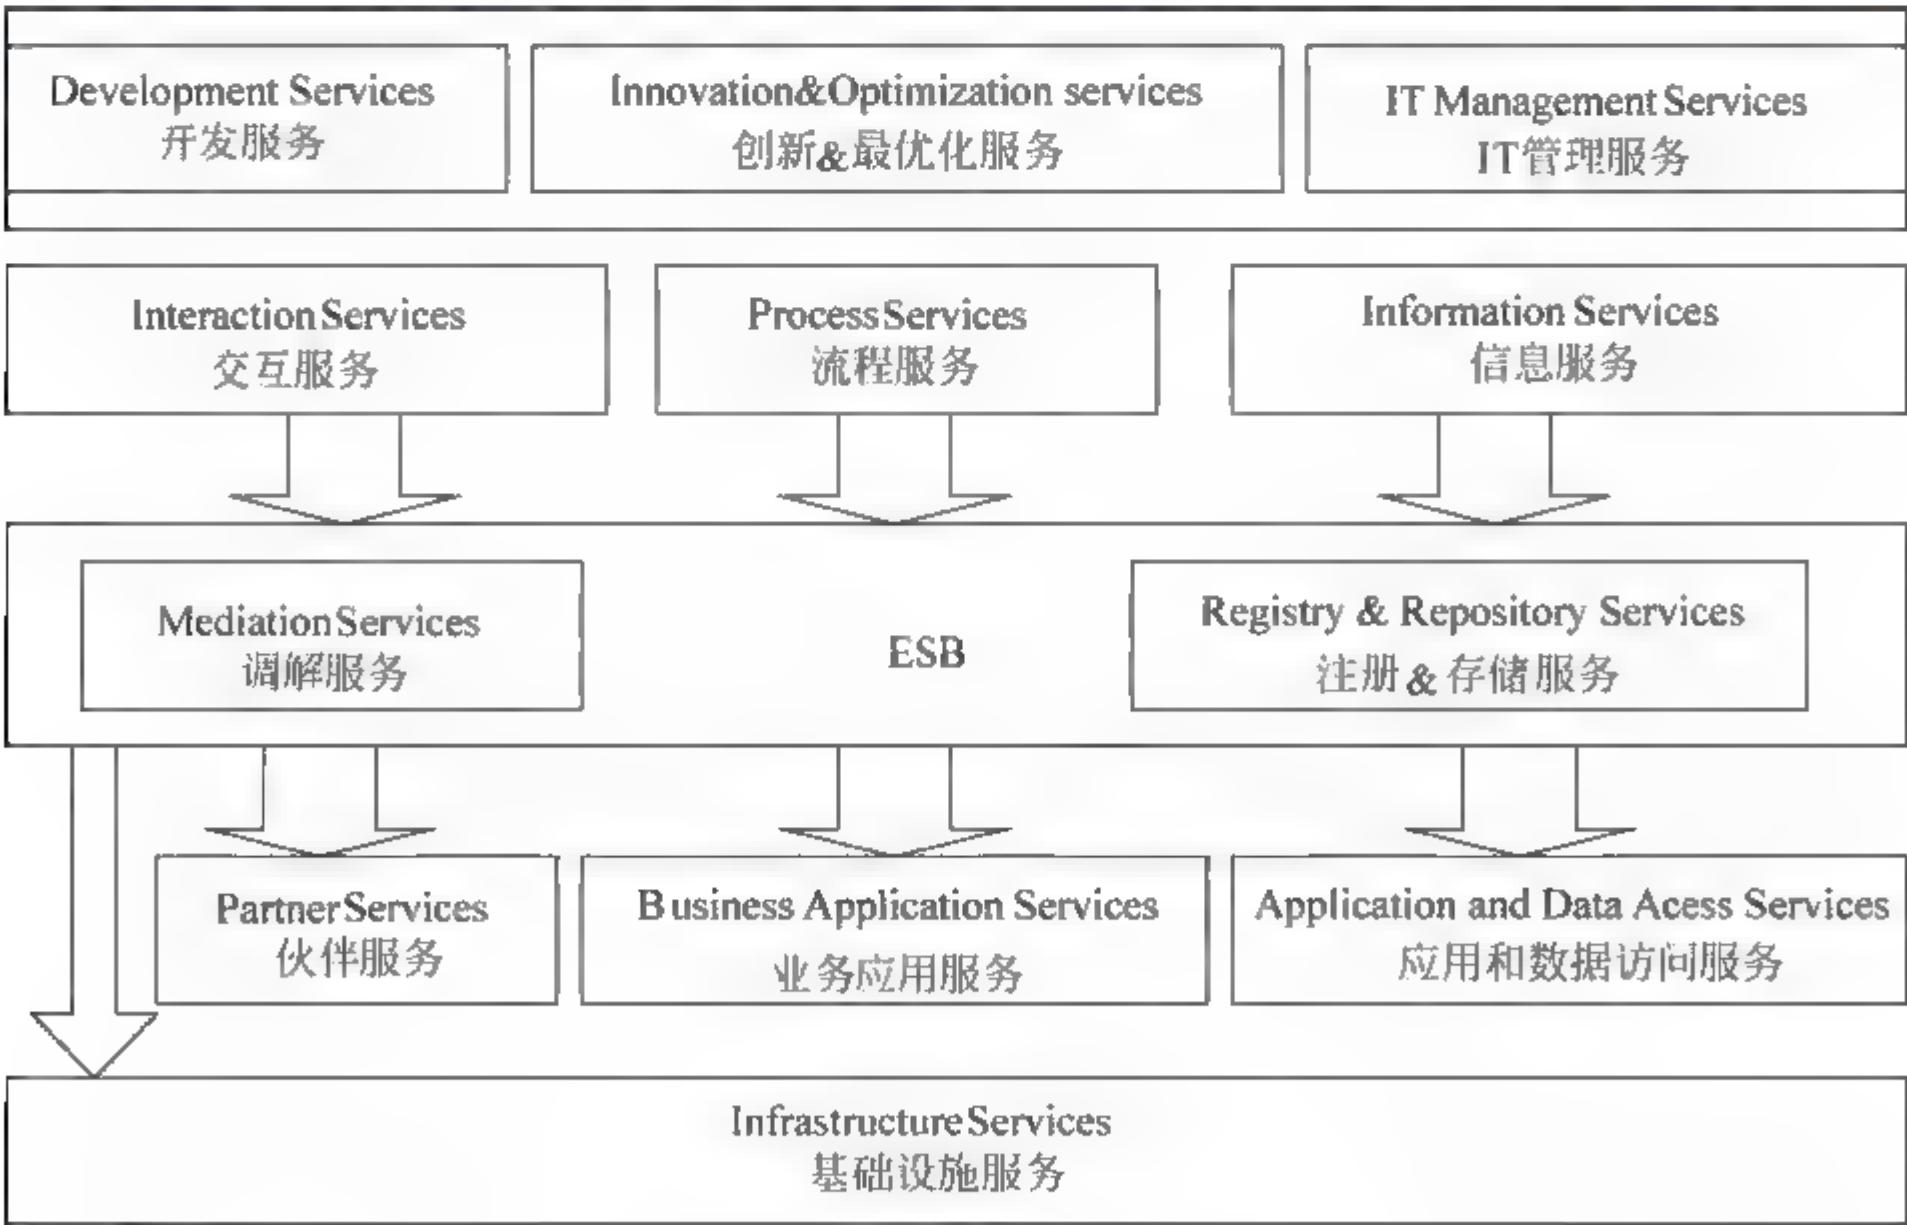 Development Services
开发服务
Innovation&Optimization services
创新&最优化服务
IT Management Services
IT管理服务
Interaction Services
交互服务
Process Services
流程服务
Information Services
信息服务
Mediation Services
调解服务
ESB
Registry & Repository Services
注册&存储服务
Partner Services
伙伴服务
Business Application Services
业务应用服务
Application and Data Acess Services
应用和数据访问服务
Infrastructure Services
基础设施服务